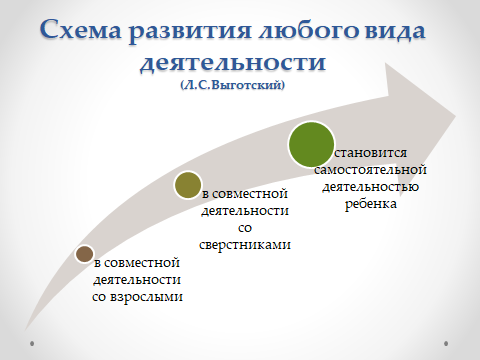 Схема развития любого вида
деятельности
(Л.С.Выготский)
становится
самостоятельной
деятельностью
ребенка
в совместной
деятельности
со
сверстниками
в совместной
деятельности
со взрослыми